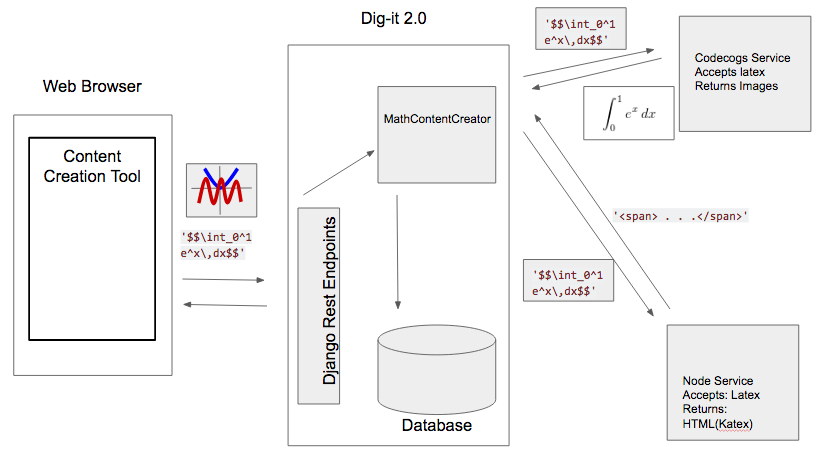 Dig-it 2.0
Web Browser
Content
Creation Tool
'$$\int_0^1
e^x\,dx$$'
Django Rest Endpoints
MathContentCreator
Database
'$$\int_0^1
e^x\,dx$$'
∫₀¹ eˣ dx
Codecogs Service
Accepts latex
Returns Images
'<span> . . .</span>'
'$$\int_0^1
e^x\,dx$$'
Node Service
Accepts: Latex
Returns:
HTML(Katex)